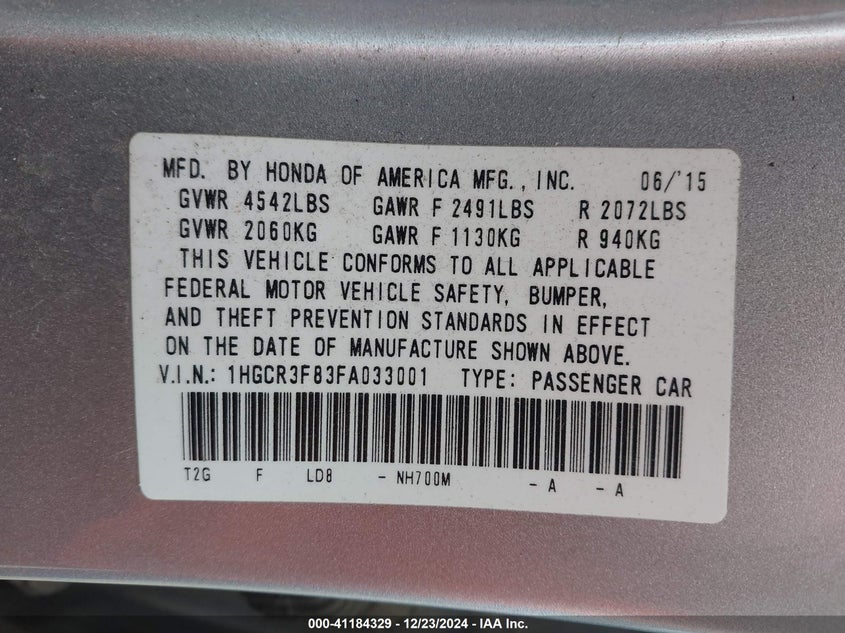 MFD. BY HONDA OF AMERICA MFG., INC. 06/'15
GVWR 4542LBS GAWR F 2491LBS R 2072LBS
GVWR 2060KG GAWR F 1130KG R 940KG
THIS VEHICLE CONFORMS TO ALL APPLICABLE
FEDERAL MOTOR VEHICLE SAFETY, BUMPER,
AND THEFT PREVENTION STANDARDS IN EFFECT
ON THE DATE OF MANUFACTURE SHOWN ABOVE.
V.I.N.: 1HGCR3F83FA033001 TYPE: PASSENGER CAR
T2G F LD8 - NH700M - A - A
000-41184329 - 12/23/2024 - IAA Inc.